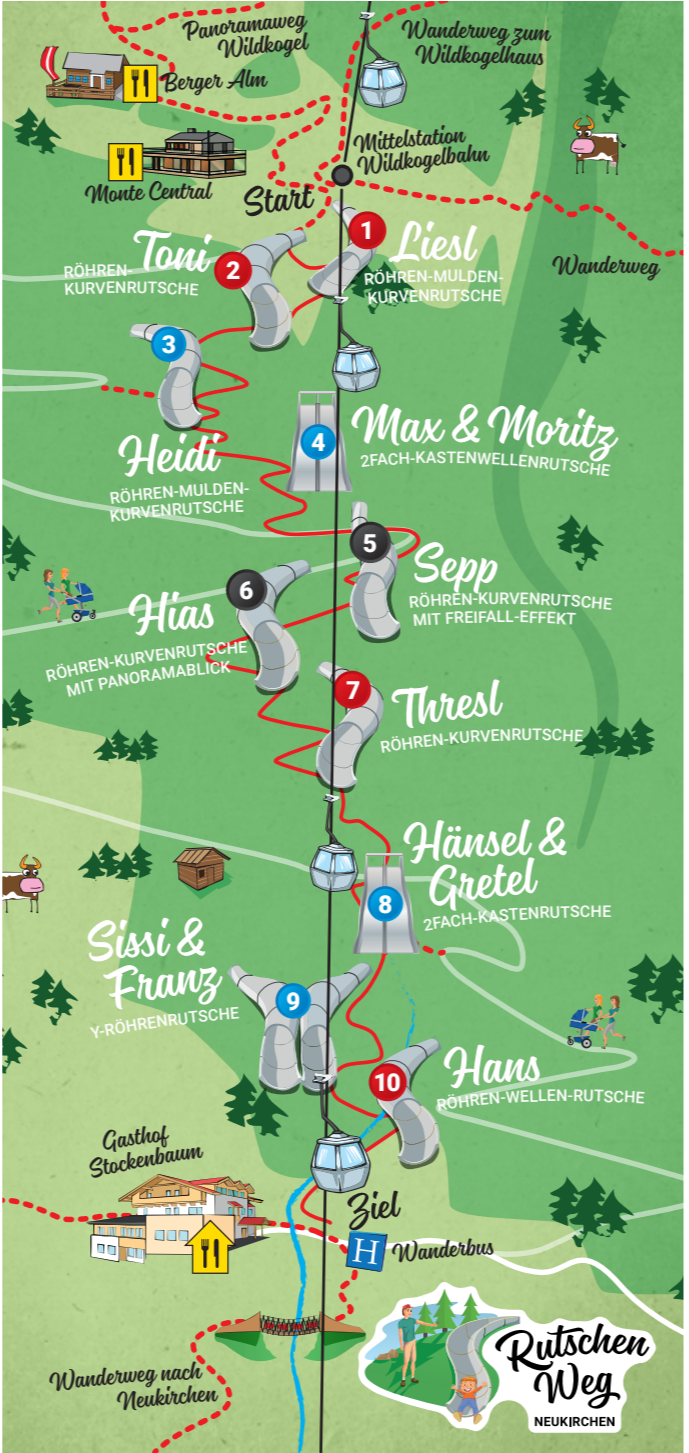 Panoramaweg
Wildkogel
Wanderweg zum
Wildkogelhaus
Berger Alm
Mittelstation
Wildkogelbahn
Monte Central
Start
1
Liesl
RÖHREN-MULDEN-
KURVENRUTSCHE
Toni
2
RÖHREN-
KURVENRUTSCHE
Wanderweg
3
Heidi
RÖHREN-MULDEN-
KURVENRUTSCHE
4
Max & Moritz
2FACH-KASTENWELLENRUTSCHE
5
Sepp
RÖHREN-KURVENRUTSCHE
MIT FREIFALL-EFFEKT
6
Hias
RÖHREN-KURVENRUTSCHE
MIT PANORAMABLICK
7
Thresl
RÖHREN-KURVENRUTSCHE
Hänsel &
Gretel
8
2FACH-KASTENRUTSCHE
Sissi &
Franz
9
Y-RÖHRENRUTSCHE
10
Hans
RÖHREN-WELLEN-RUTSCHE
Gasthof
Stockenbaum
Ziel
H
Wanderbus
Wanderweg nach
Neukirchen
Rutschen
Weg
NEUKIRCHEN